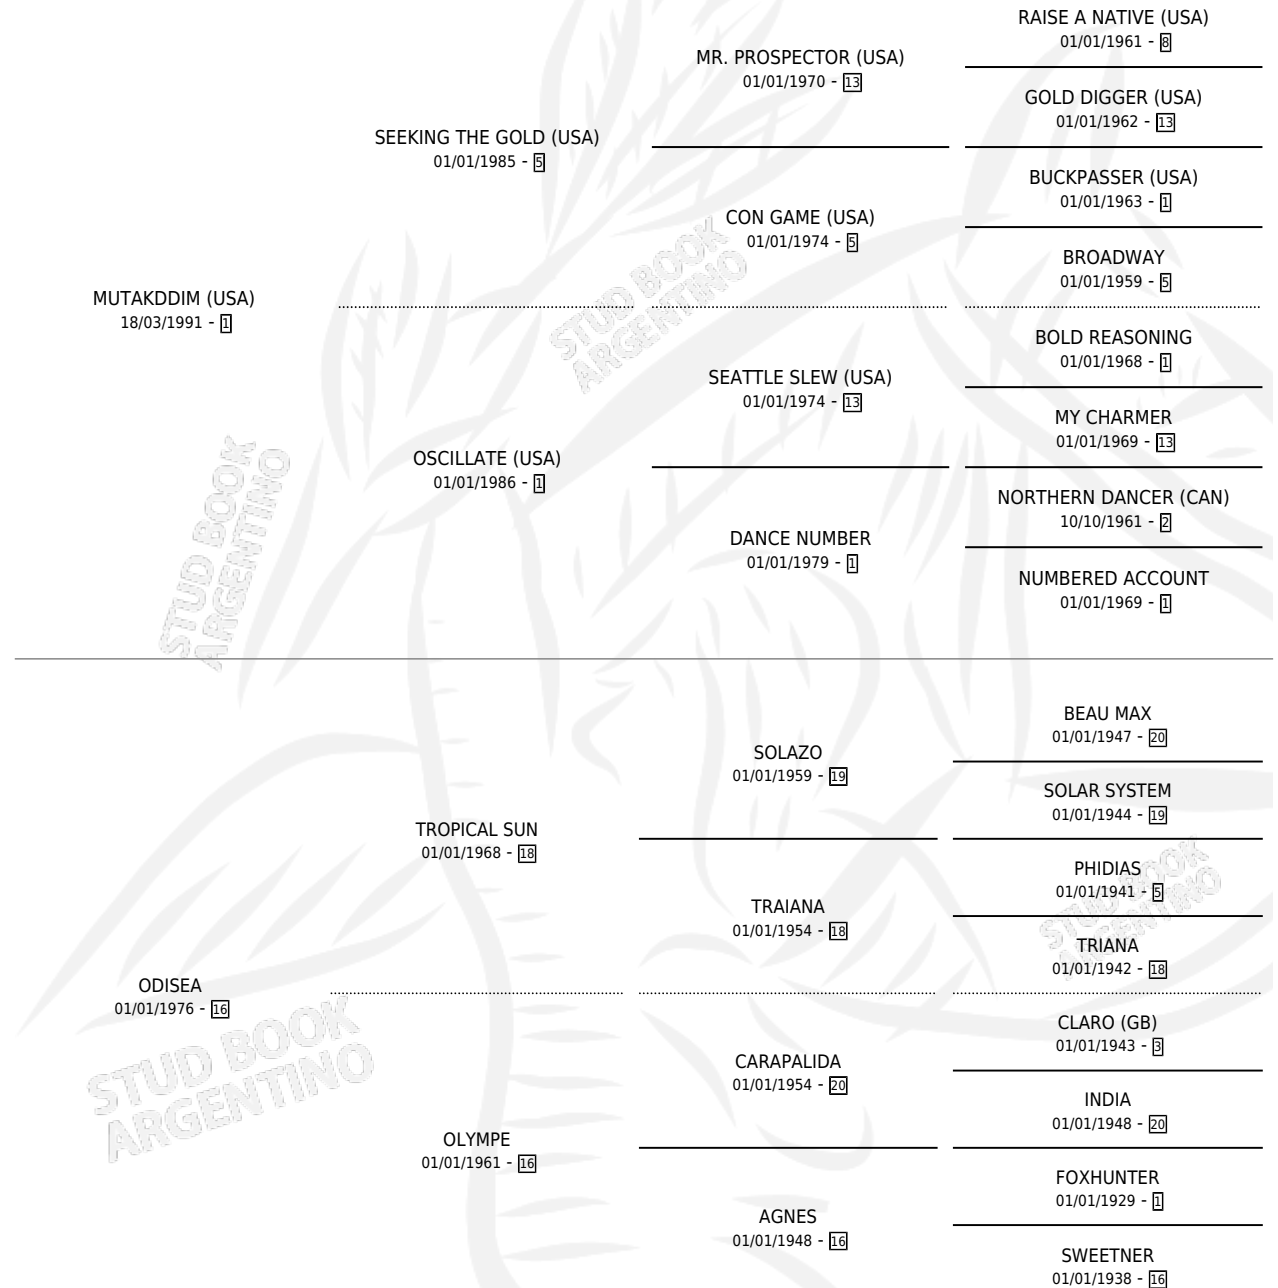 RAISE A NATIVE (USA)
01/01/1961 - 8
MR. PROSPECTOR (USA)
01/01/1970 - 13
GOLD DIGGER (USA)
01/01/1962 - 13
SEEKING THE GOLD (USA)
01/01/1985 - 5
BUCKPASSER (USA)
01/01/1963 - 1
CON GAME (USA)
01/01/1974 - 5
BROADWAY
01/01/1959 - 5
MUTAKDDIM (USA)
18/03/1991 - 1
BOLD REASONING
01/01/1968 - 1
SEATTLE SLEW (USA)
01/01/1974 - 13
MY CHARMER
01/01/1969 - 13
OSCILLATE (USA)
01/01/1986 - 1
NORTHERN DANCER (CAN)
10/10/1961 - 2
DANCE NUMBER
01/01/1979 - 1
NUMBERED ACCOUNT
01/01/1969 - 1
BEAU MAX
01/01/1947 - 20
SOLAZO
01/01/1959 - 19
SOLAR SYSTEM
01/01/1944 - 19
TROPICAL SUN
01/01/1968 - 18
PHIDIAS
01/01/1941 - 5
TRAIANA
01/01/1954 - 18
TRIANA
01/01/1942 - 18
ODISEA
01/01/1976 - 16
CLARO (GB)
01/01/1943 - 3
CARAPALIDA
01/01/1954 - 20
INDIA
01/01/1948 - 20
OLYMPE
01/01/1961 - 16
FOXHUNTER
01/01/1929 - 1
AGNES
01/01/1948 - 16
SWEETNER
01/01/1938 - 16
STUD BOOK
ARGENTINO
STUD BOOK
ARGENTINO
STUD BOOK
ARGENTINO
STUD BOOK
ARGENTINO